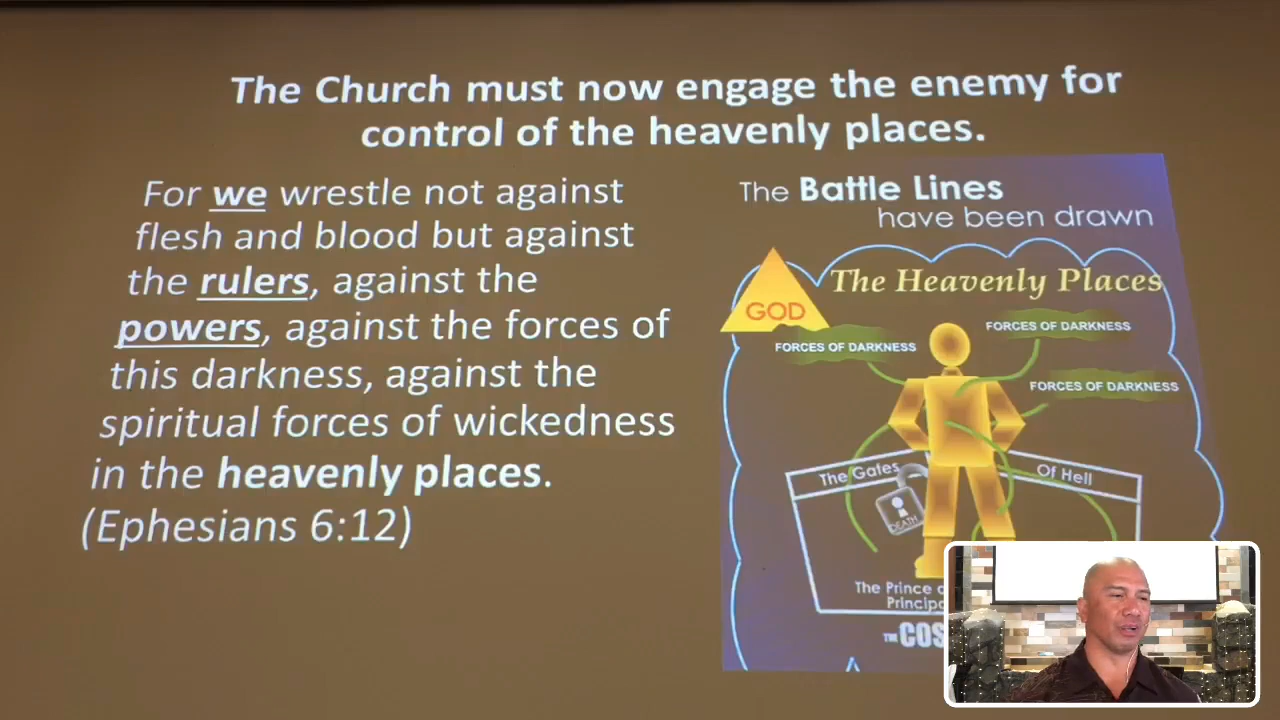 The Church must now engage the enemy for
control of the heavenly places.
For we wrestle not against
flesh and blood but against
the rulers, against the
powers, against the forces of
this darkness, against the
spiritual forces of wickedness
in the heavenly places.
(Ephesians 6:12)
The Battle Lines
have been drawn
The Heavenly Places
GOD
FORCES OF DARKNESS
FORCES OF DARKNESS
FORCES OF DARKNESS
The Gates
Of Hell
DEATH
The Prince
THE